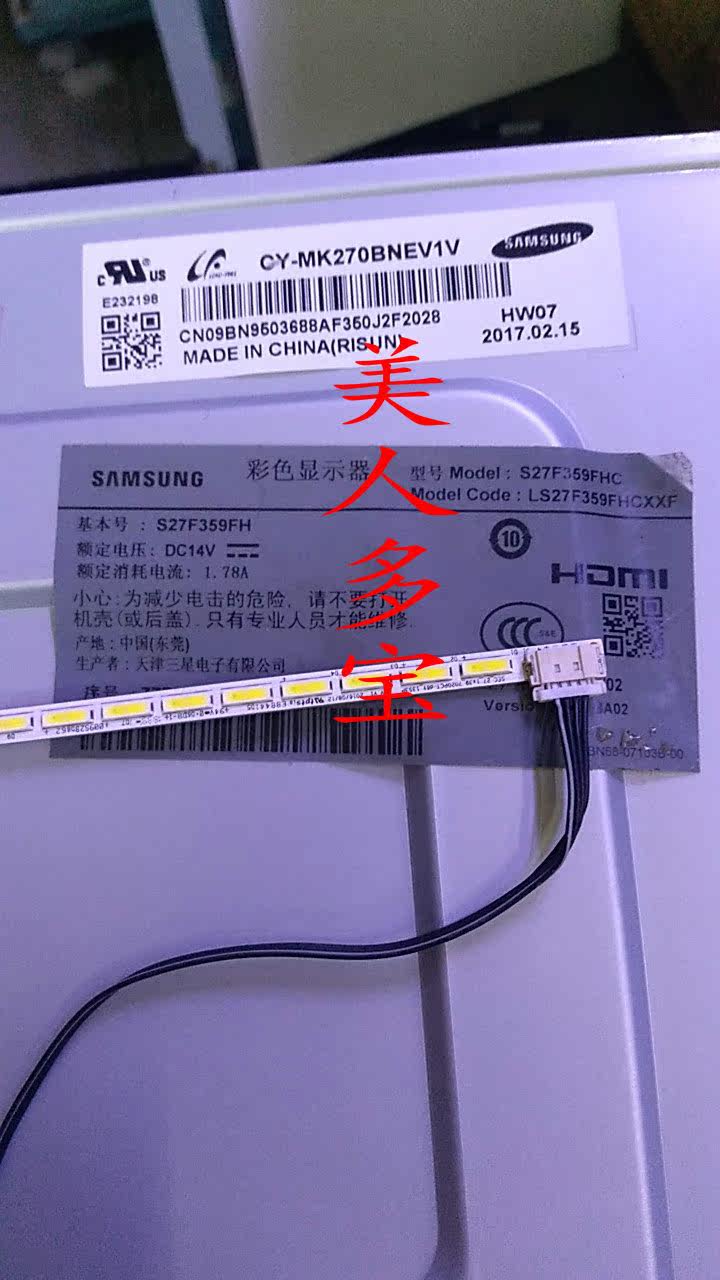 CY-MK270BNEV1V
SAMSUNG
c RU US
E232198
CN09BN9503688AF350J2F2028
MADE IN CHINA(RISUN)
HW07
2017.02.15
美人多宝
SAMSUNG
彩色显示器
型号 Model : S27F359FHC
Model Code : LS27F359FHCXXF
基本号 : S27F359FH
额定电压: DC14V
额定消耗电流: 1.78A
10
HDMI
小心:为减少电击的危险, 请不要打开
机壳(或后盖).只有专业人员才能维修.
产地: 中国(东莞)
生产者: 天津三星电子有限公司
CCC
S&E